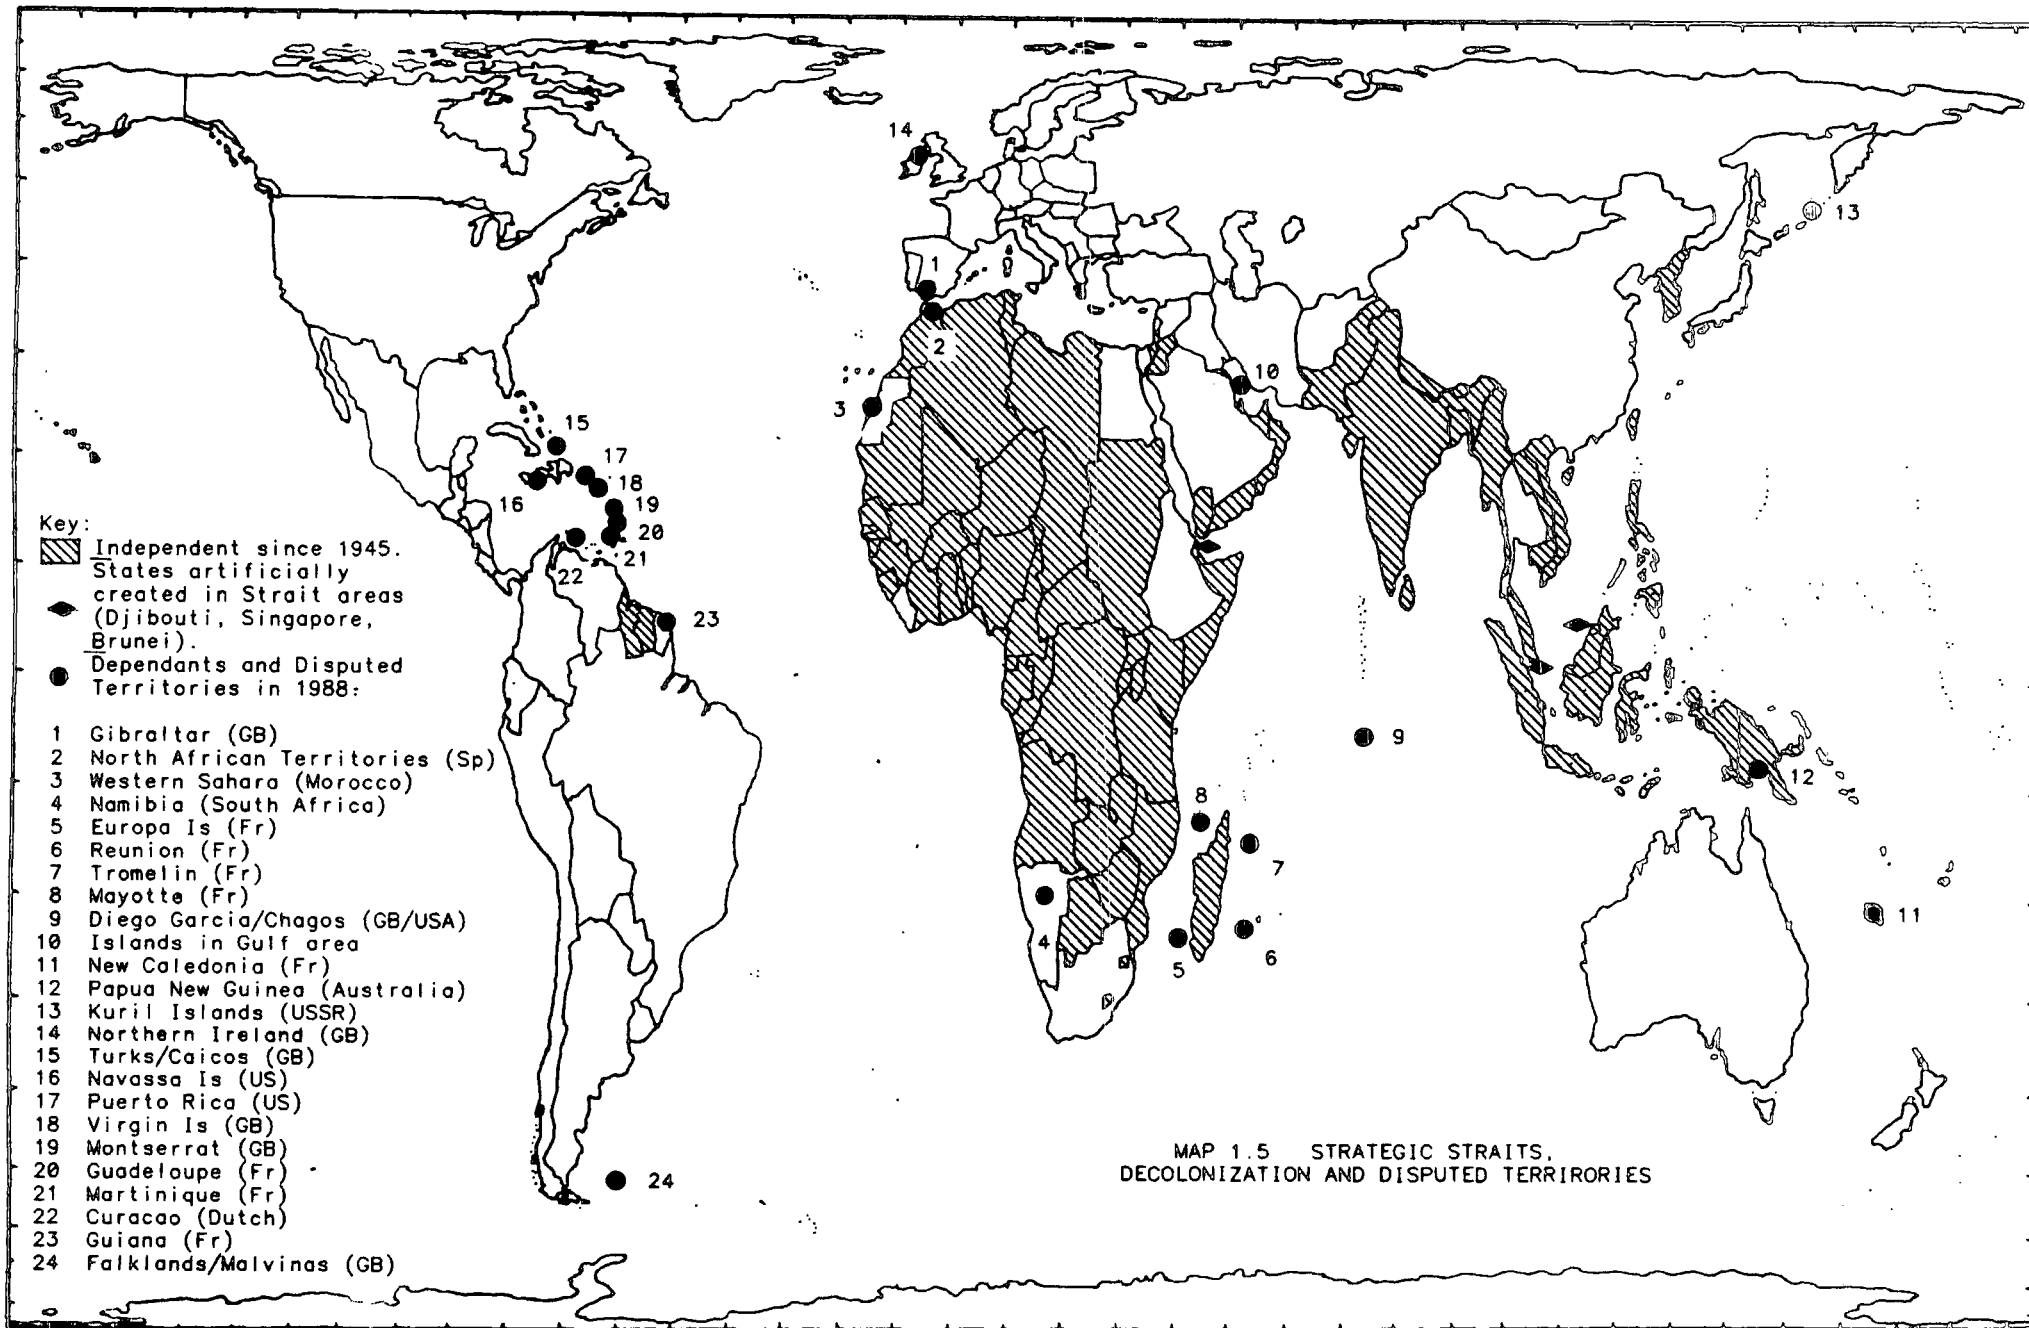 Key:
Independent since 1945.
States artificially
created in Strait areas
(Djibouti, Singapore,
Brunei).
Dependants and Disputed
Territories in 1988:
1 Gibraltar (GB)
2 North African Territories (Sp)
3 Western Sahara (Morocco)
4 Namibia (South Africa)
5 Europa Is (Fr)
6 Reunion (Fr)
7 Tromelin (Fr)
8 Mayotte (Fr)
9 Diego Garcia/Chagos (GB/USA)
10 Islands in Gulf area
11 New Caledonia (Fr)
12 Papua New Guinea (Australia)
13 Kuril Islands (USSR)
14 Northern Ireland (GB)
15 Turks/Caicos (GB)
16 Navassa Is (US)
17 Puerto Rica (US)
18 Virgin Is (GB)
19 Montserrat (GB)
20 Guadeloupe (Fr)
21 Martinique (Fr)
22 Curacao (Dutch)
23 Guiana (Fr)
24 Falklands/Malvinas (GB)
14
13
1
2
10
3
15
17
16
18
19
20
21
22
23
9
12
8
7
11
4
5
6
24
MAP 1.5 STRATEGIC STRAITS,
DECOLONIZATION AND DISPUTED TERRIRORIES